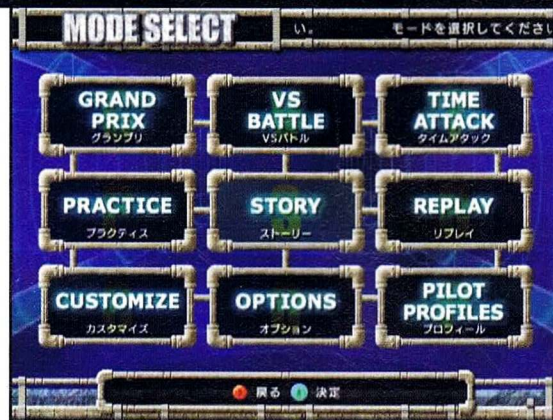 MODE SELECT
い。 モードを選択してくださ
GRAND
PRIX
グランプリ
VS
BATTLE
VSバトル
TIME
ATTACK
タイムアタック
PRACTICE
プラクティス
STORY
ストーリー
REPLAY
リプレイ
CUSTOMIZE
カスタマイズ
OPTIONS
オプション
PILOT
PROFILES
プロフィール
戻る 決定